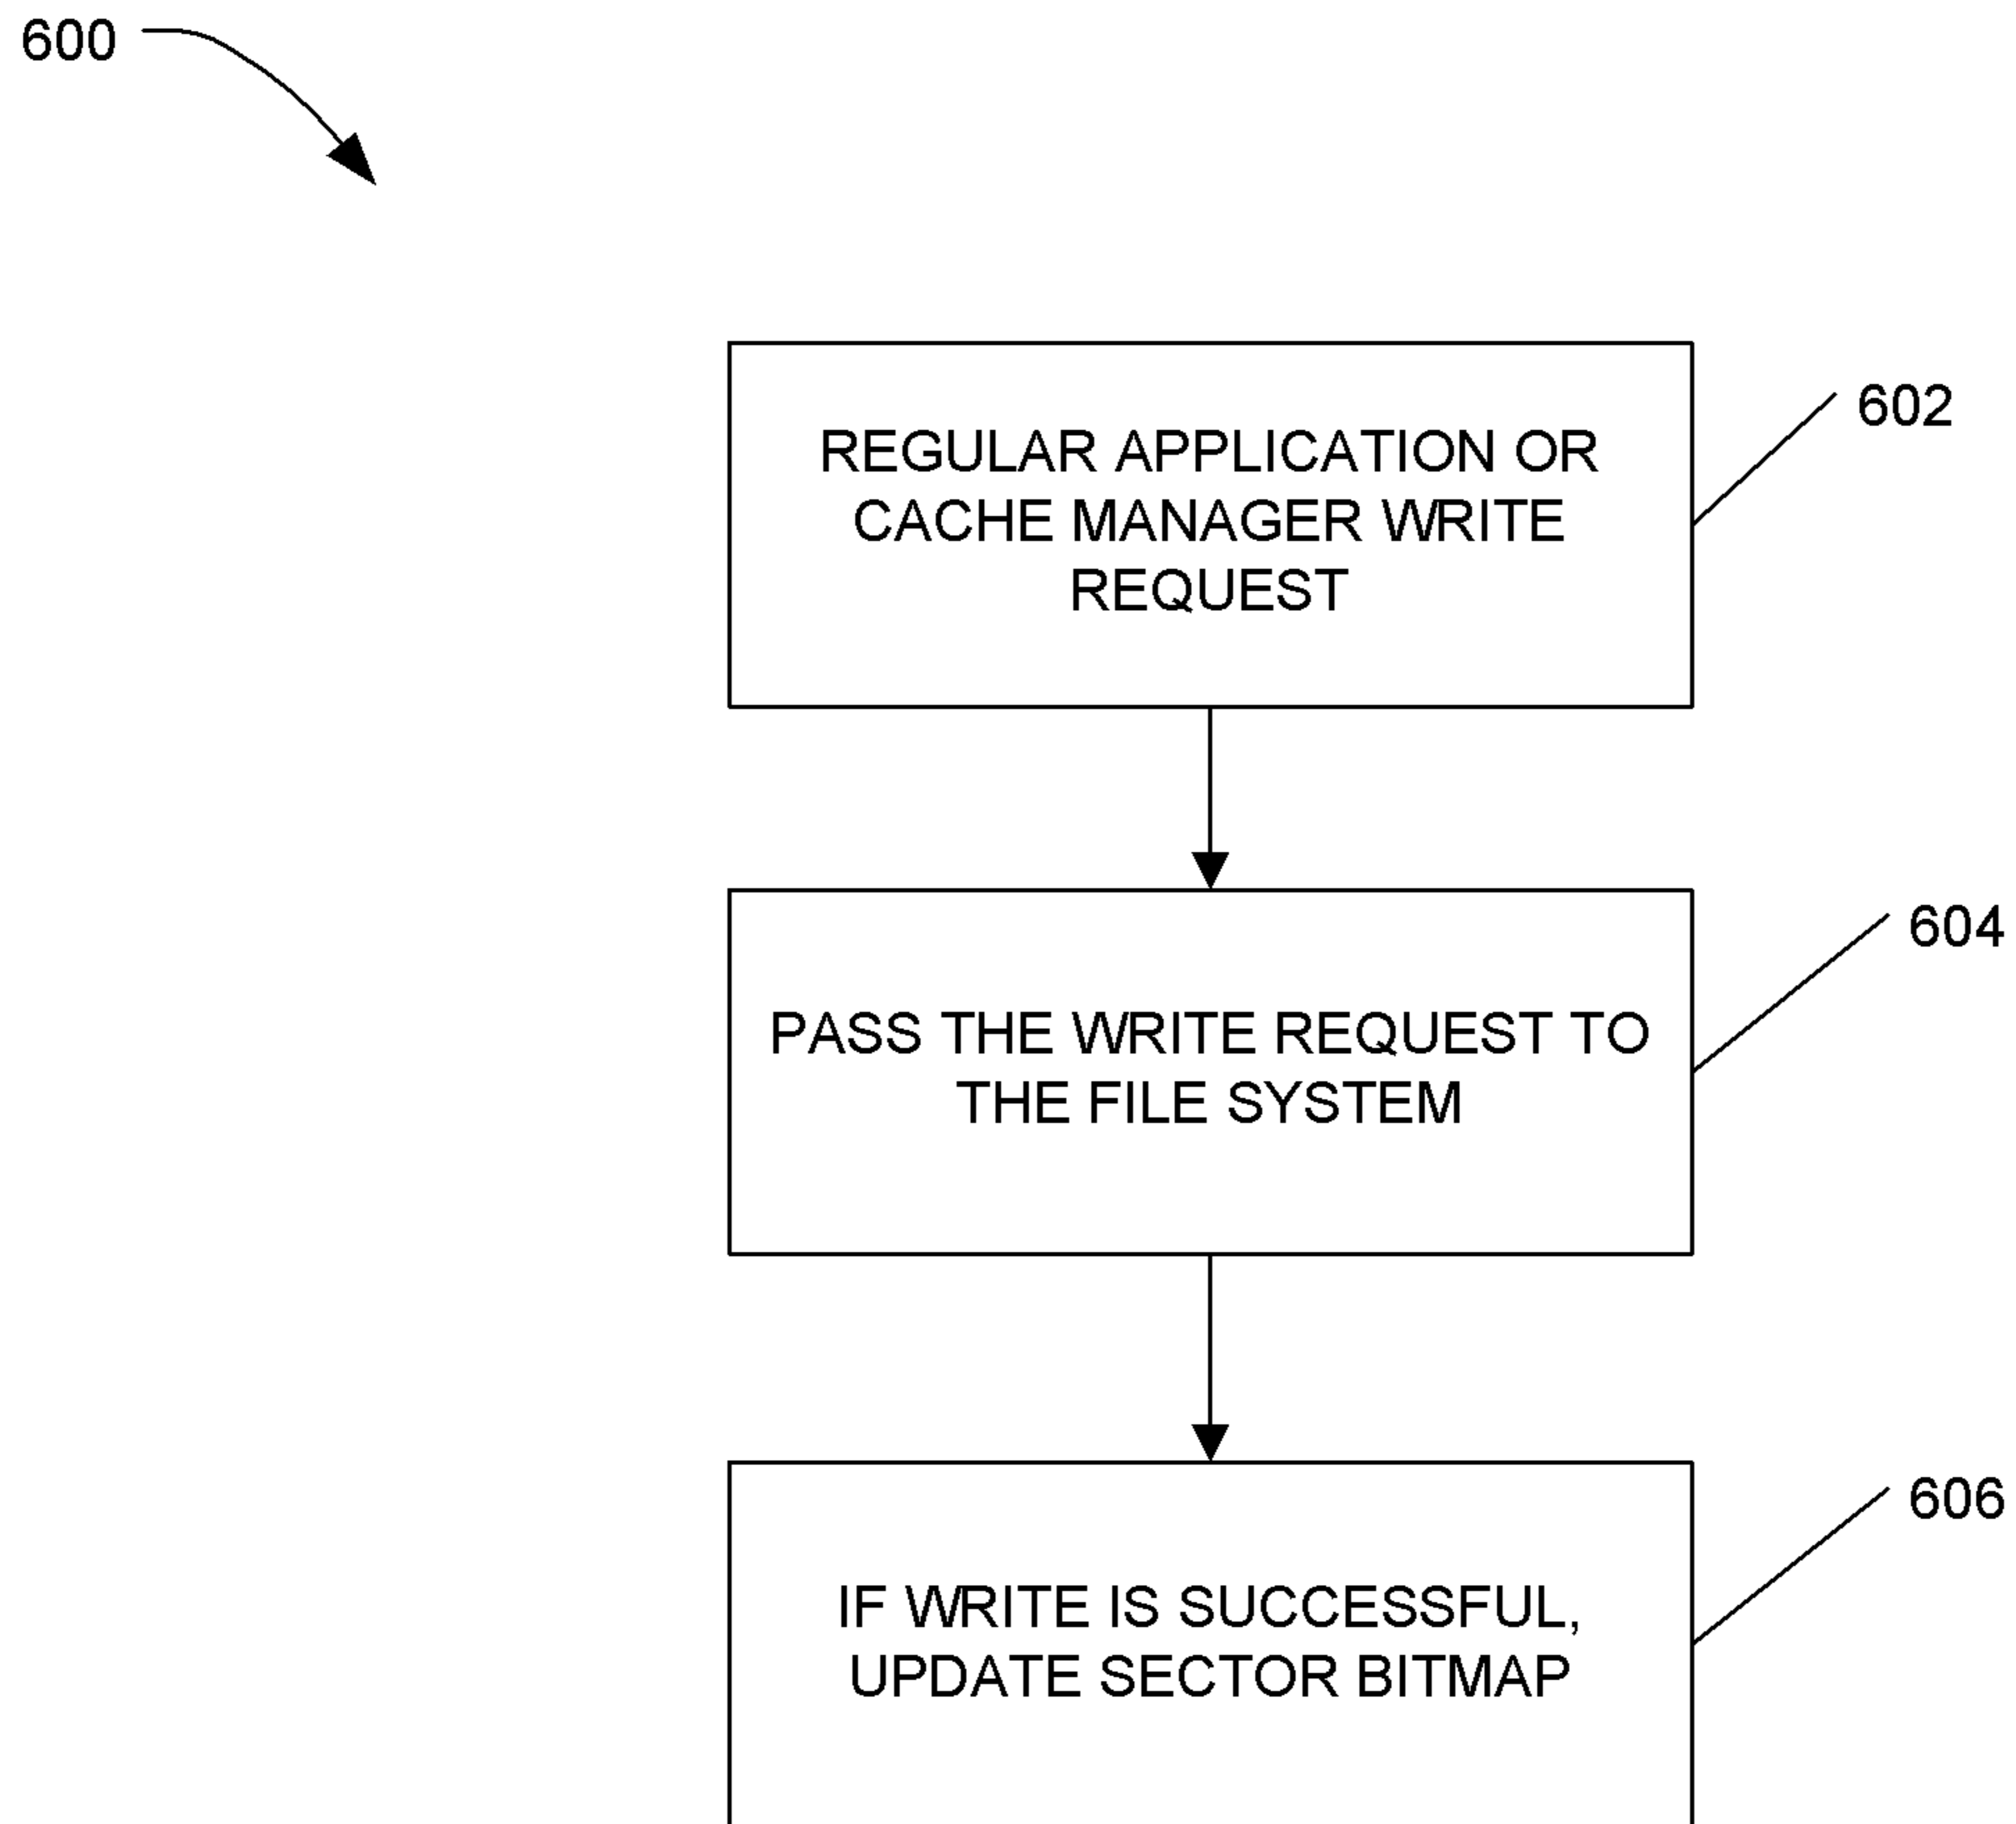 600
REGULAR APPLICATION OR
CACHE MANAGER WRITE
REQUEST
602
PASS THE WRITE REQUEST TO
THE FILE SYSTEM
604
IF WRITE IS SUCCESSFUL,
UPDATE SECTOR BITMAP
606